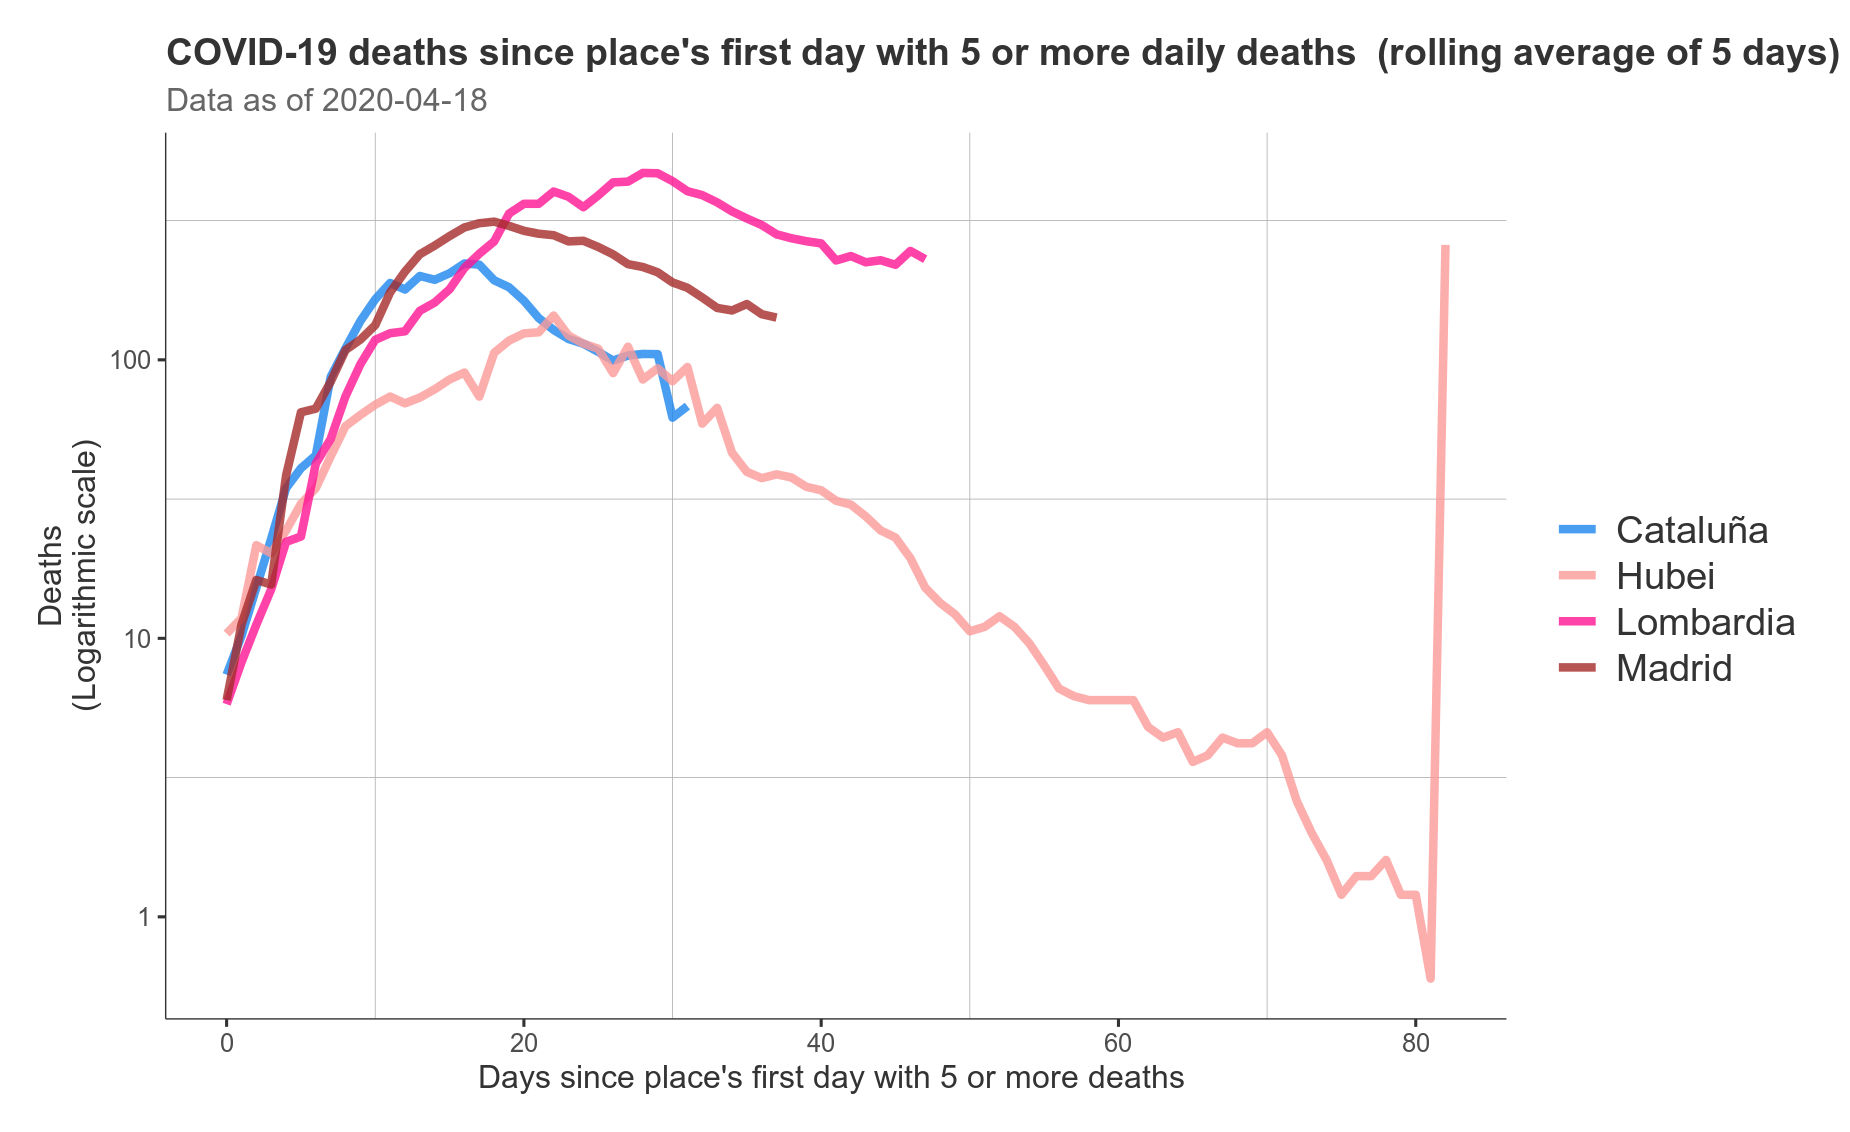 COVID-19 deaths since place's first day with 5 or more daily deaths  (rolling average of 5 days)
Data as of 2020-04-18
Deaths
(Logarithmic scale)
100
10
1
0
20
40
60
80
Days since place's first day with 5 or more deaths
Cataluña
Hubei
Lombardia
Madrid